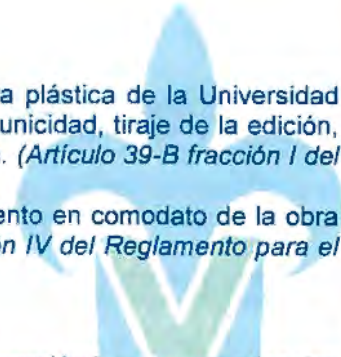 a plástica de la Universidad
unicidad, tiraje de la edición,
. (Artículo 39-B fracción I del
ento en comodato de la obra
n IV del Reglamento para el